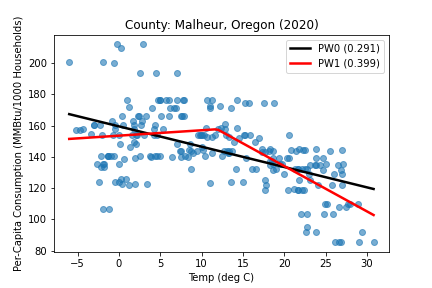 County: Malheur, Oregon (2020)
Per-Capita Consumption (MMBtu/1000 Households)
200
180
160
140
120
100
80
PW0 (0.291)
PW1 (0.399)
−5 0 5 10 15 20 25 30
Temp (deg C)